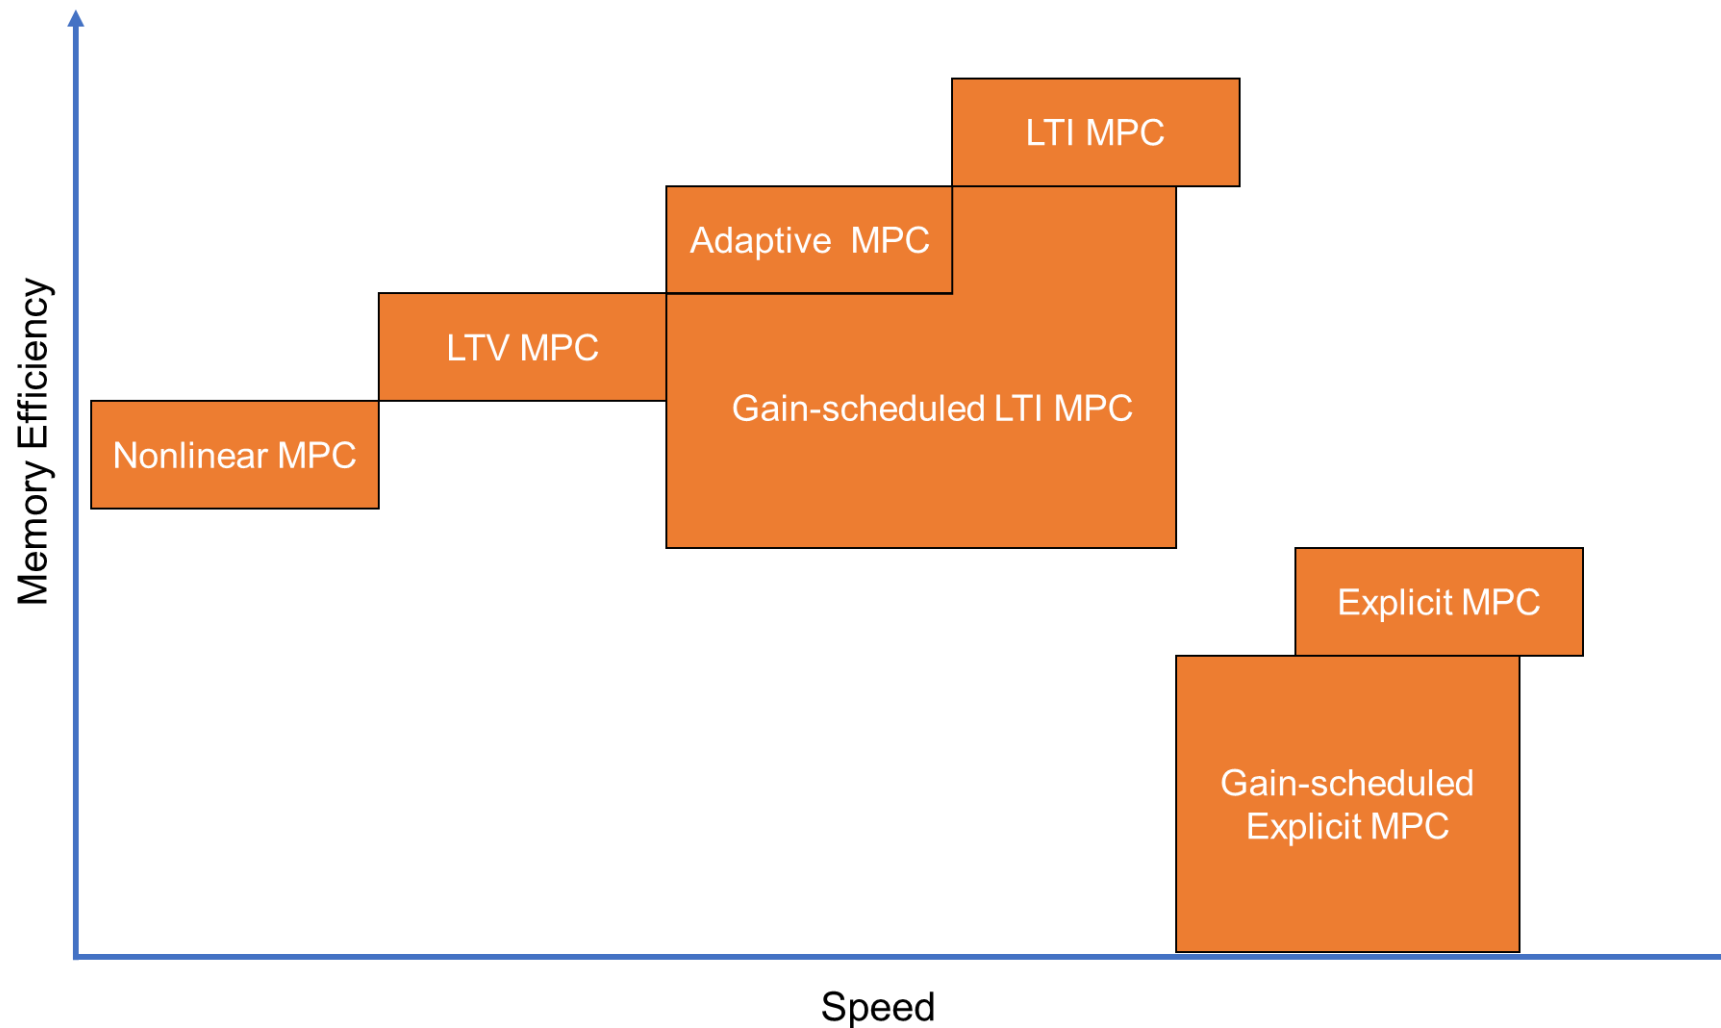 LTI MPC
Adaptive  MPC
LTV MPC
Gain-scheduled LTI MPC
Nonlinear MPC
Memory Efficiency
Explicit MPC
Gain-scheduled
Explicit MPC
Speed